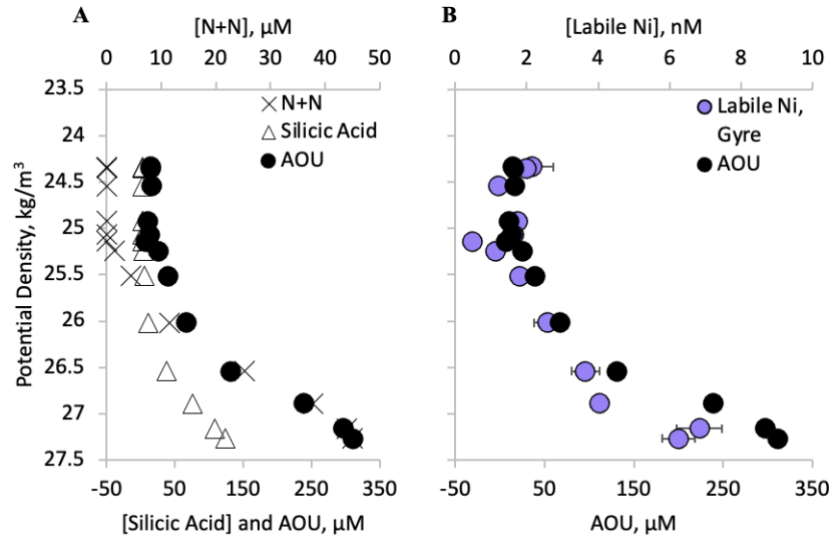 A
[N+N], µM
0 10 20 30 40 50
23.5
24
24.5
25
25.5
26
26.5
27
27.5
Potential Density, kg/m³
N+N
Silicic Acid
AOU
-50 50 150 250 350
[Silicic Acid] and AOU, µM
B
[Labile Ni], nM
0 2 4 6 8 10
Labile Ni,
Gyre
AOU
-50 50 150 250 350
AOU, µM